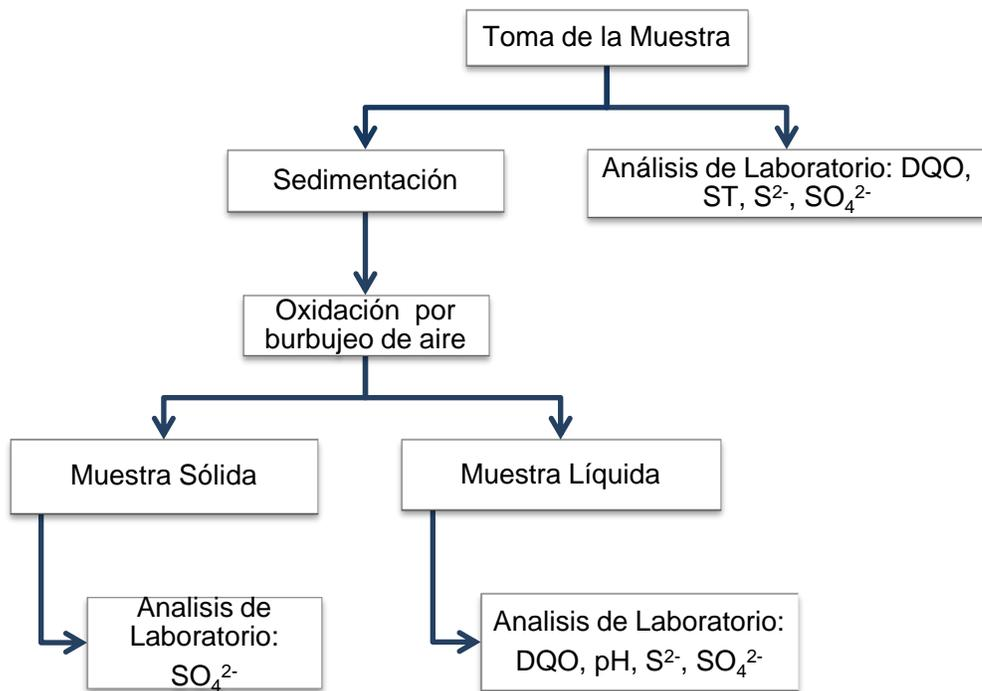 Toma de la Muestra
Sedimentación
Análisis de Laboratorio: DQO,
ST, S²⁻, SO₄²⁻
Oxidación por
burbujeo de aire
Muestra Sólida
Muestra Líquida
Analisis de
Laboratorio:
SO₄²⁻
Analisis de Laboratorio:
DQO, pH, S²⁻, SO₄²⁻